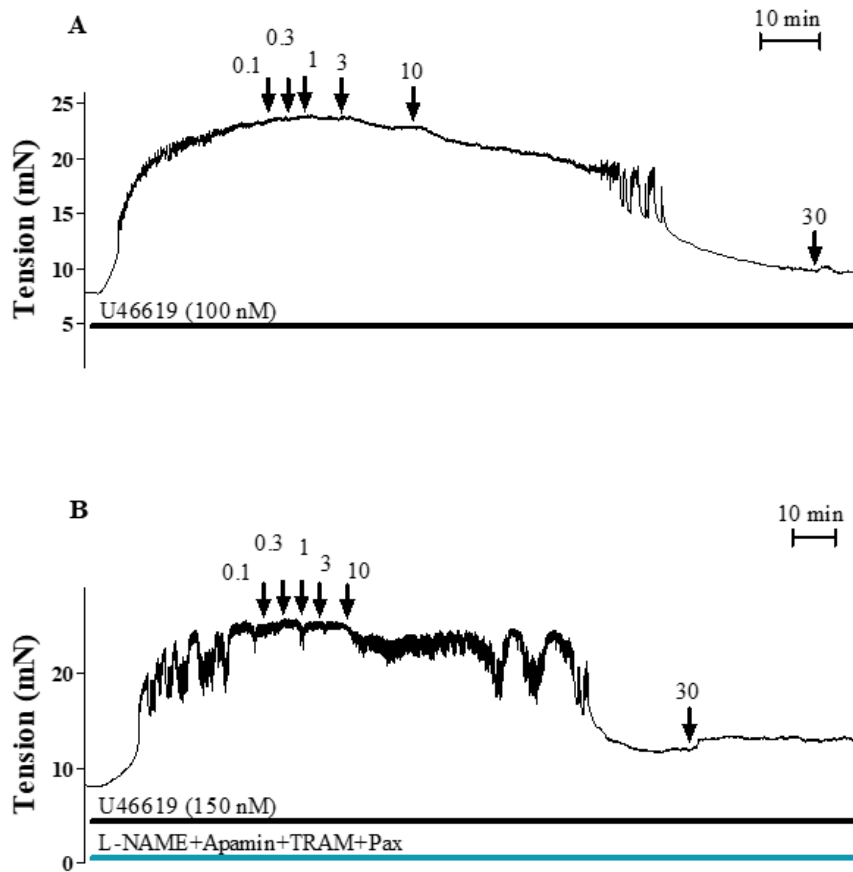 A
10 min
0.3
0.1
1
3
10
25
20
15
10
5
30
Tension (mN)
U46619 (100 nM)
B
10 min
0.3
1
0.1
3
10
20
10
0
30
Tension (mN)
U46619 (150 nM)
L-NAME+Apamin+TRAM+Pax